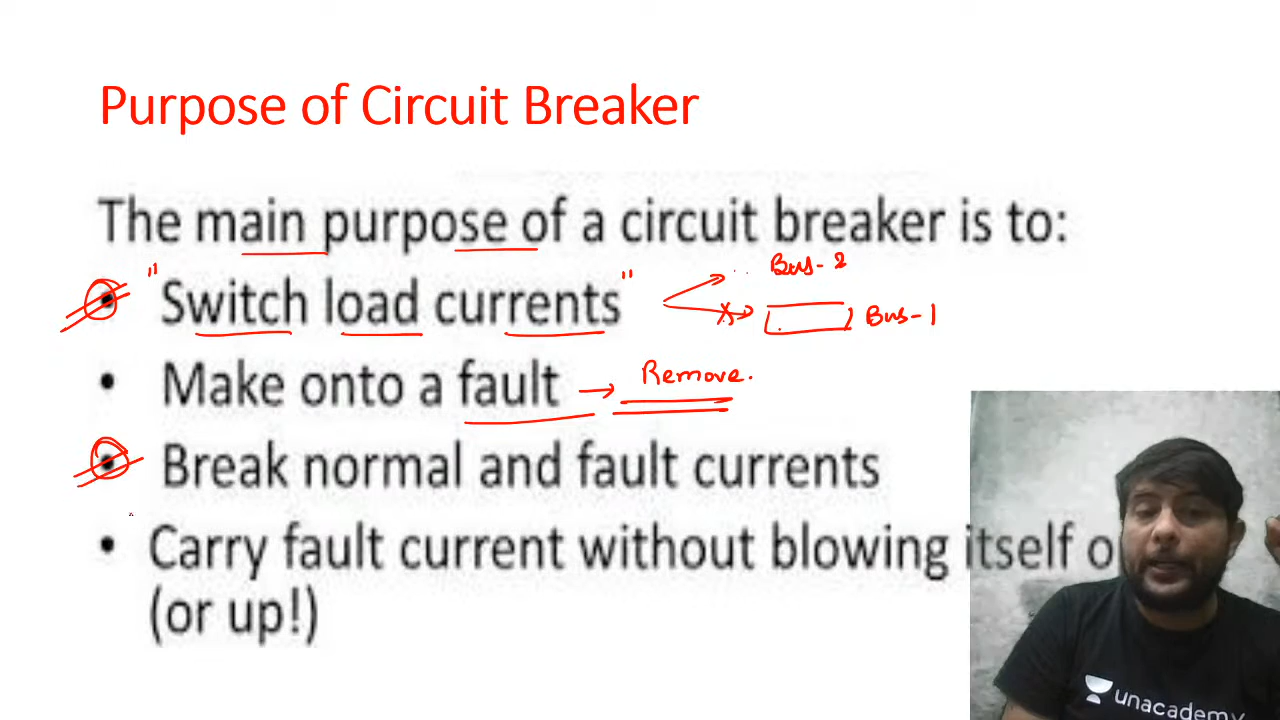 Purpose of Circuit Breaker
The main purpose of a circuit breaker is to:
Bus-2
• "Switch load currents"
Bus-1
• Make onto a fault → Remove.
• Break normal and fault currents
• Carry fault current without blowing itself
(or up!)
unacademy